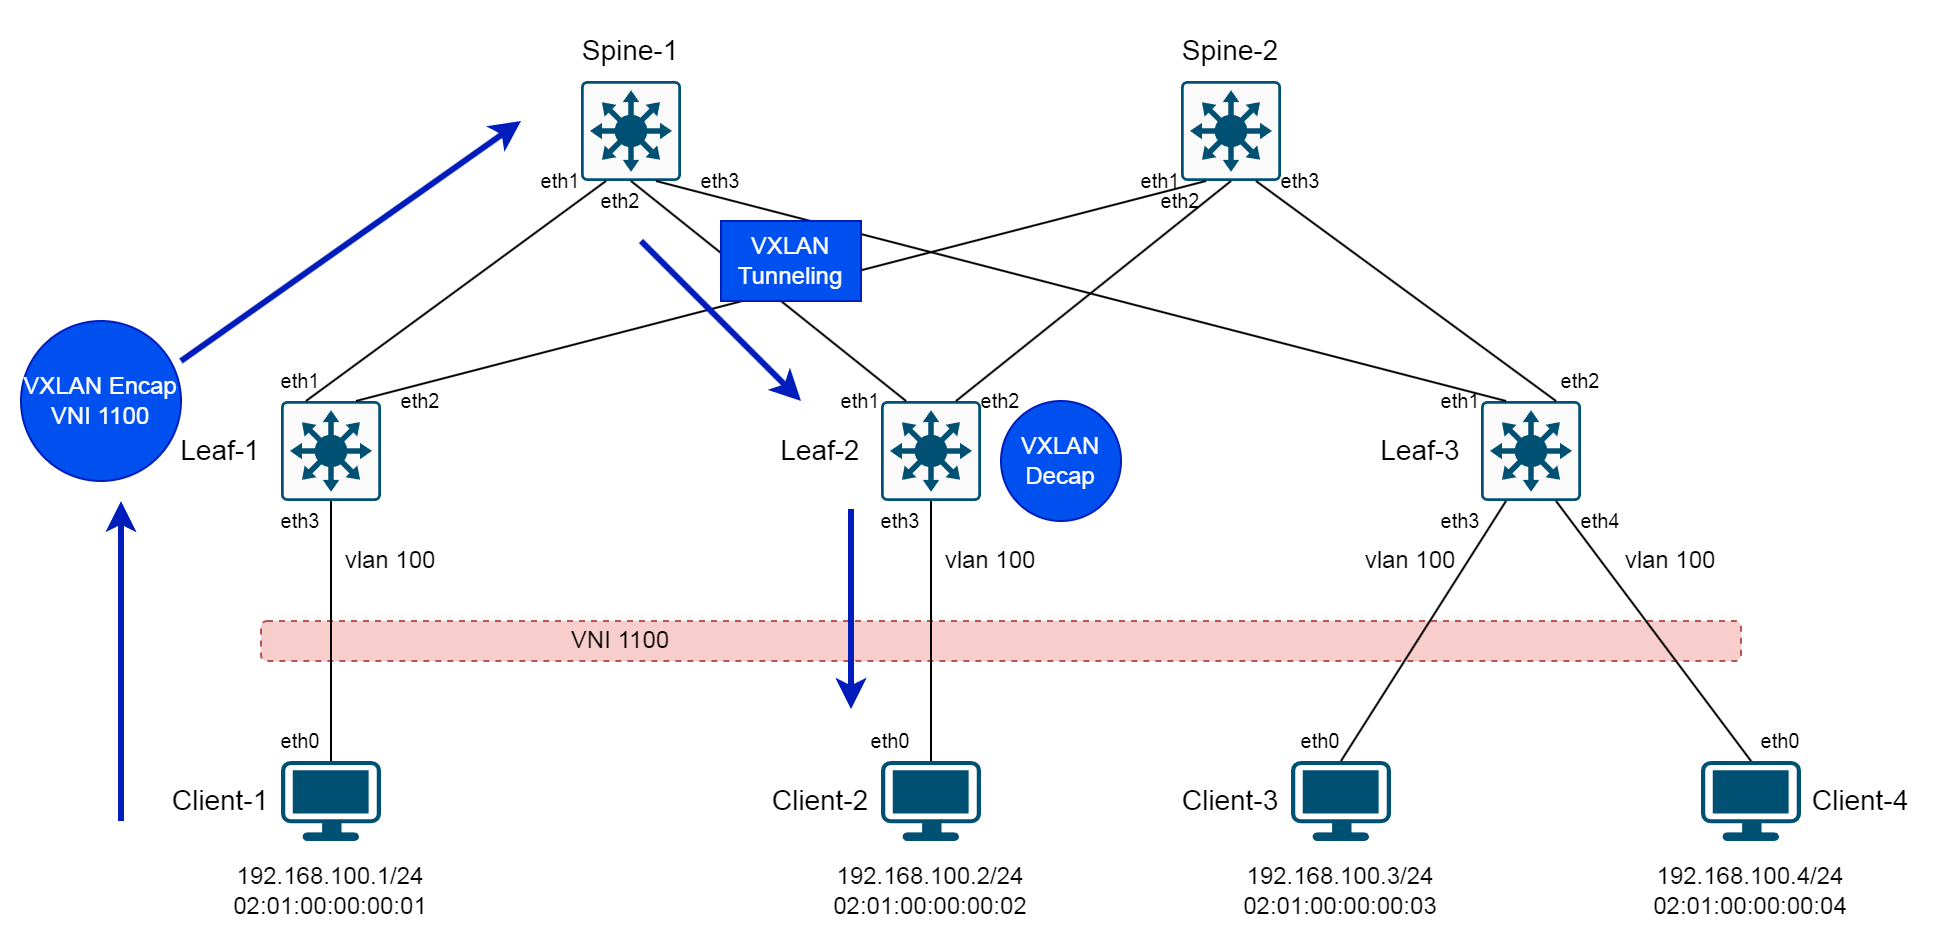 Spine-1
Spine-2
eth1
eth2
eth3
eth1
eth2
eth3
VXLAN
Tunneling
VXLAN Encap
VNI 1100
eth1
eth2
Leaf-1
eth3
vlan 100
eth1
eth2
Leaf-2
VXLAN
Decap
eth3
vlan 100
eth1
eth2
Leaf-3
eth3
eth4
vlan 100
vlan 100
VNI 1100
eth0
Client-1
192.168.100.1/24
02:01:00:00:00:01
eth0
Client-2
192.168.100.2/24
02:01:00:00:00:02
eth0
Client-3
192.168.100.3/24
02:01:00:00:00:03
eth0
Client-4
192.168.100.4/24
02:01:00:00:00:04